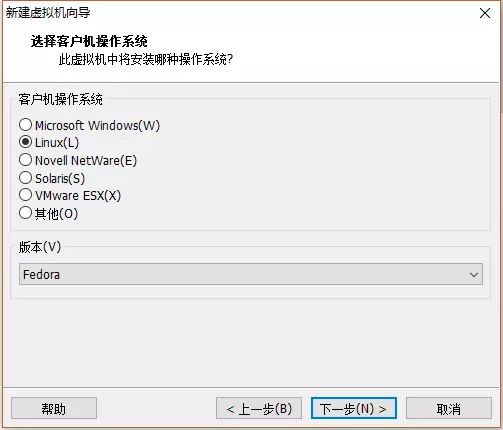 新建虚拟机向导
选择客户机操作系统
此虚拟机中将安装哪种操作系统?
客户机操作系统
Microsoft Windows(W)
Linux(L)
Novell NetWare(E)
Solaris(S)
VMware ESX(X)
其他(O)
版本(V)
Fedora
帮助
< 上一步(B)
下一步(N) >
取消